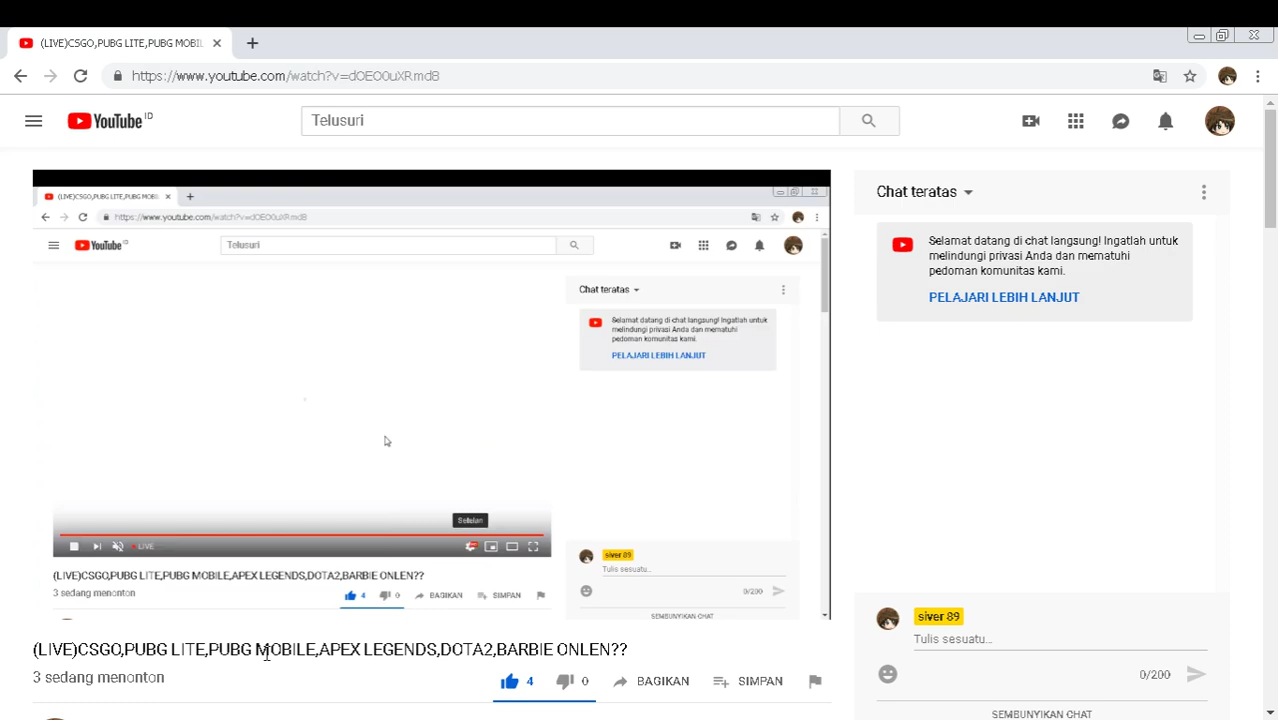 (LIVE)CSGO,PUBG LITE,PUBG MOBIL
https://www.youtube.com/watch?v=dOEO0uXRmd8
YouTube ID
Telusuri
(LIVE)CSGO,PUBG LITE,PUBG MOBIL
https://www.youtube.com/watch?v=dOEO0uXRmd8
YouTube
Telusuri
Chat teratas
Selamat datang di chat langsung! Ingatlah untuk
melindungi privasi Anda dan mematuhi
pedoman komunitas kami.
PELAJARI LEBIH LANJUT
Setelan
LIVE
(LIVE)CSGO,PUBG LITE,PUBG MOBILE,APEX LEGENDS,DOTA2,BARBIE ONLEN??
3 sedang menonton
4 0 BAGIKAN SIMPAN
siver 89
Tulis sesuatu...
0/200
SEMBUNYIKAN CHAT
(LIVE)CSGO,PUBG LITE,PUBG MOBILE,APEX LEGENDS,DOTA2,BARBIE ONLEN??
3 sedang menonton
4 0 BAGIKAN SIMPAN
Chat teratas
Selamat datang di chat langsung! Ingatlah untuk
melindungi privasi Anda dan mematuhi
pedoman komunitas kami.
PELAJARI LEBIH LANJUT
siver 89
Tulis sesuatu...
0/200
SEMBUNYIKAN CHAT